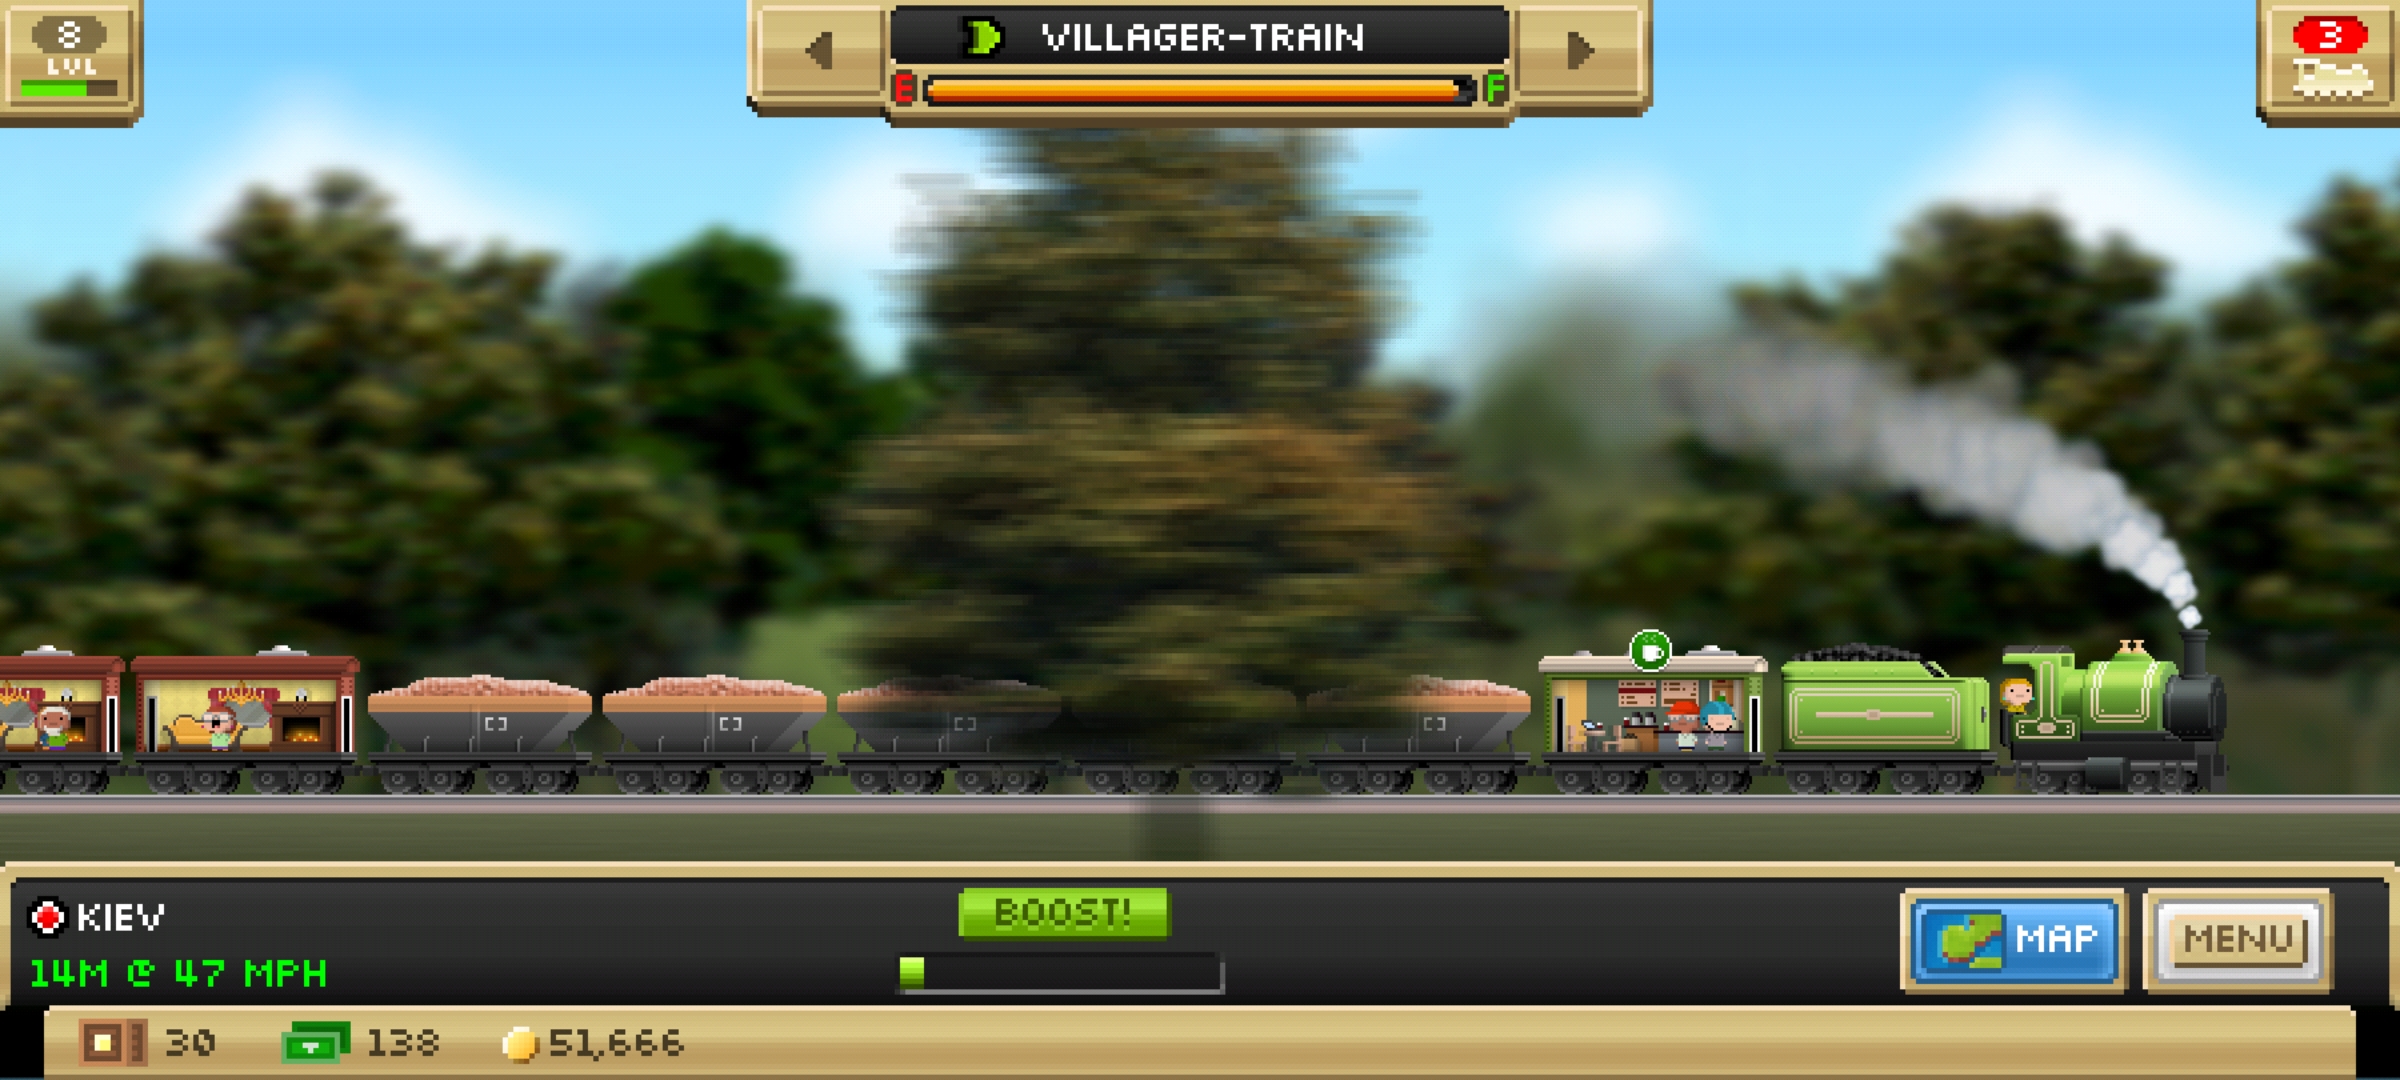 8
LVL
VILLAGER-TRAIN
E F
3
KIEV
14M @ 47 MPH
BOOST!
MAP
MENU
30 138 51,666